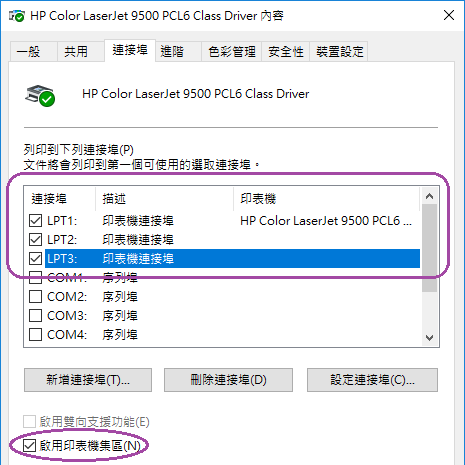 HP Color LaserJet 9500 PCL6 Class Driver 內容
一般 共用 連接埠 進階 色彩管理 安全性 裝置設定
HP Color LaserJet 9500 PCL6 Class Driver
列印到下列連接埠(P)
文件將會列印到第一個可使用的選取連接埠。
連接埠 描述 印表機
LPT1: 印表機連接埠 HP Color LaserJet 9500 PCL6 ...
LPT2: 印表機連接埠
LPT3: 印表機連接埠
COM1: 序列埠
COM2: 序列埠
COM3: 序列埠
COM4: 序列埠
新增連接埠(T)... 刪除連接埠(D) 設定連接埠(C)...
啟用雙向支援功能(E)
啟用印表機集區(N)